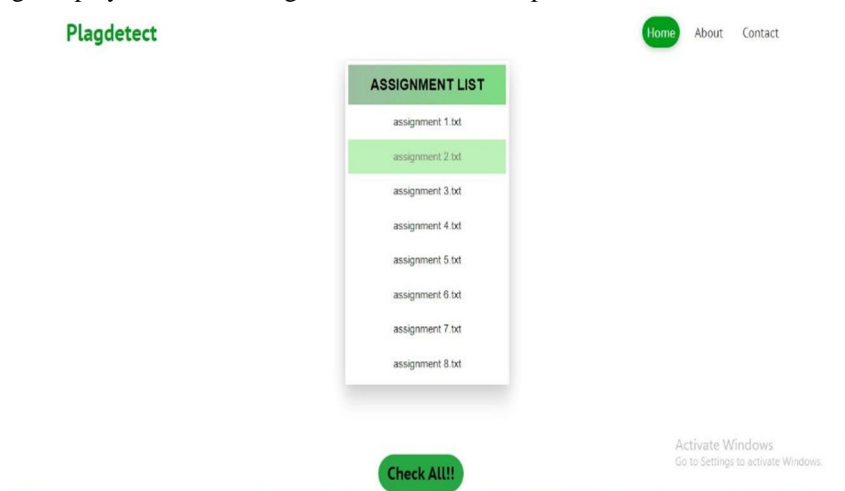 Plagdetect
Home About Contact
ASSIGNMENT LIST
assignment 1.txt
assignment 2.txt
assignment 3.txt
assignment 4.txt
assignment 5.txt
assignment 6.txt
assignment 7.txt
assignment 8.txt
Activate Windows
Go to Settings to activate Windows.
Check All!!